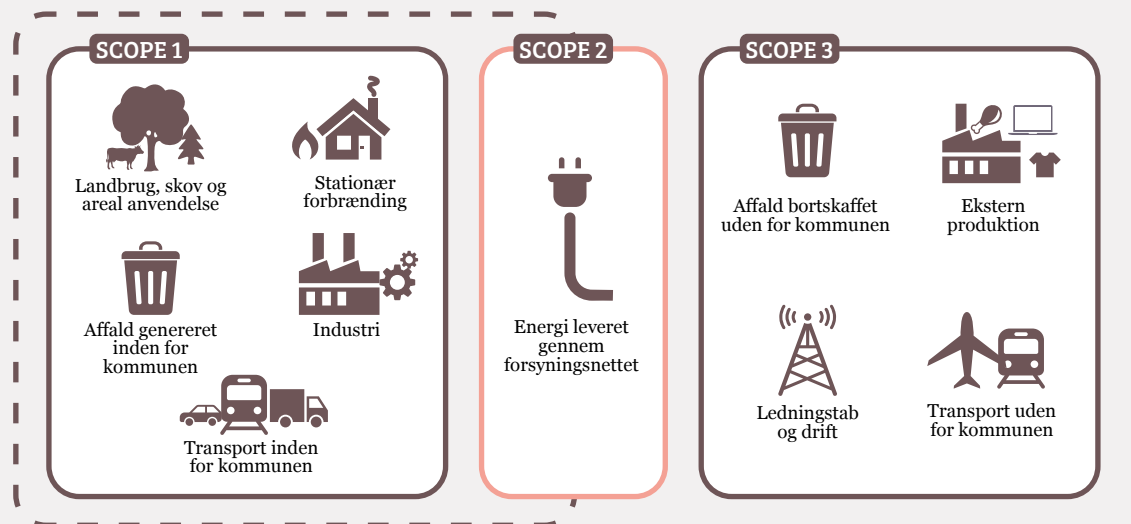 SCOPE 1
Landbrug, skov og
areal anvendelse
Stationær
forbrænding
Affald genereret
inden for
kommunen
Industri
Transport inden
for kommunen
SCOPE 2
Energi leveret
gennem
forsyningsnettet
SCOPE 3
Affald bortskaffet
uden for kommunen
Ekstern
produktion
Ledningstab
og drift
Transport uden
for kommunen